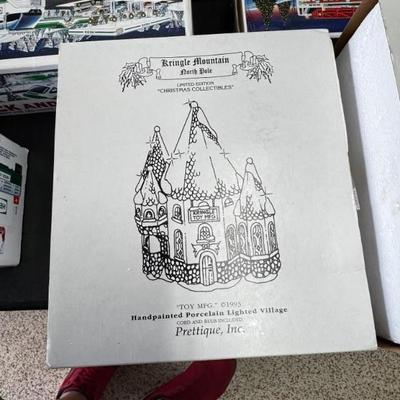 Kringle Mountain
North Pole
LIMITED EDITION
"CHRISTMAS COLLECTIBLES"
KRINGLE
TOY MFG.
"TOY MFG." ©1993
Handpainted Porcelain Lighted Village
CORD AND BULB INCLUDED
Prettique, Inc.